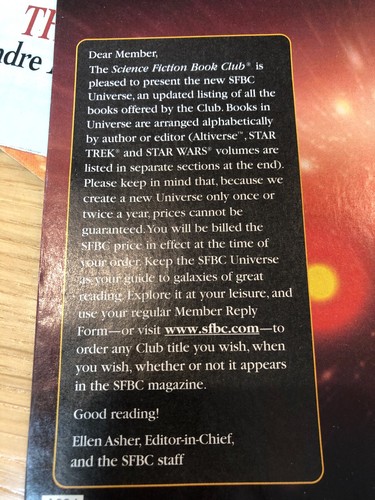 TH
ndre
Dear Member,
The Science Fiction Book Club® is
pleased to present the new SFBC
Universe, an updated listing of all the
books offered by the Club. Books in
Universe are arranged alphabetically
by author or editor (Altiverse™, STAR
TREK® and STAR WARS® volumes are
listed in separate sections at the end).
Please keep in mind that, because we
create a new Universe only once or
twice a year, prices cannot be
guaranteed. You will be billed the
SFBC price in effect at the time of
your order. Keep the SFBC Universe
as your guide to galaxies of great
reading. Explore it at your leisure, and
use your regular Member Reply
Form—or visit www.sfbc.com—to
order any Club title you wish, when
you wish, whether or not it appears
in the SFBC magazine.
Good reading!
Ellen Asher, Editor-in-Chief,
and the SFBC staff